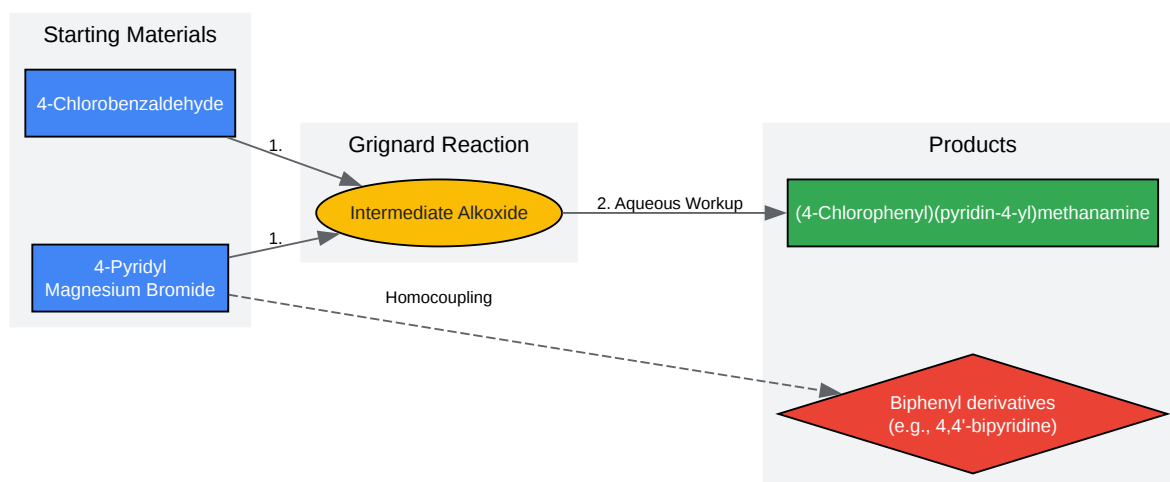 Starting Materials
4-Chlorobenzaldehyde
1.
Grignard Reaction
Products
Intermediate Alkoxide
2. Aqueous Workup
(4-Chlorophenyl)(pyridin-4-yl)methanamine
1.
4-Pyridyl
Magnesium Bromide
Homocoupling
Biphenyl derivatives
(e.g., 4,4'-bipyridine)